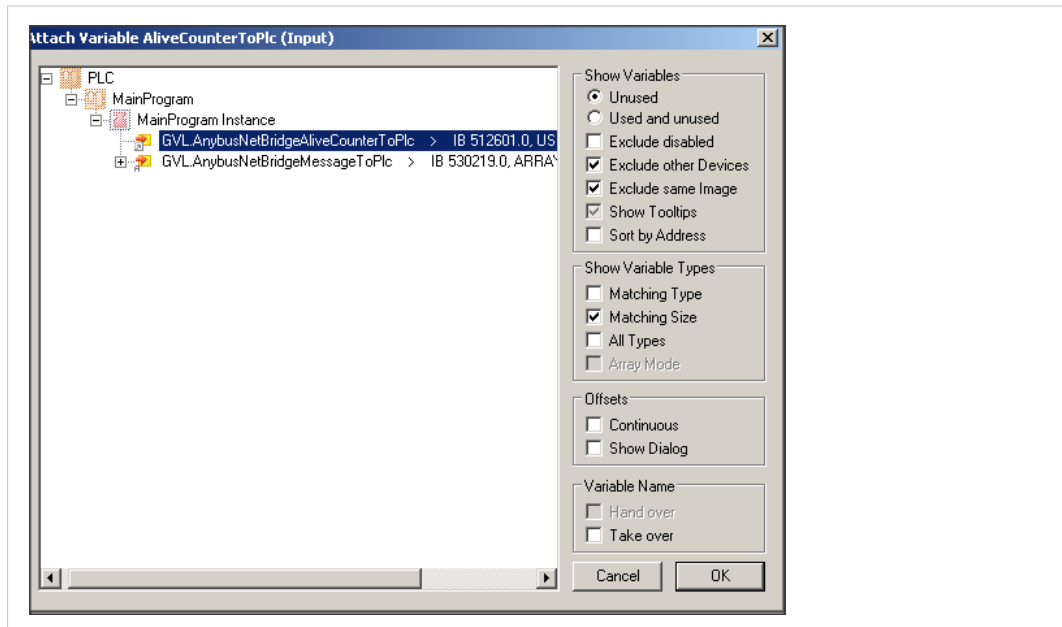 Attach Variable AliveCounterToPlc (Input)
PLC
MainProgram
MainProgram Instance
GVL.AnybusNetBridgeAliveCounterToPlc > IB 512601.0, US
GVL.AnybusNetBridgeMessageToPlc > IB 530219.0, ARRAY
Show Variables
Unused
Used and unused
Exclude disabled
Exclude other Devices
Exclude same Image
Show Tooltips
Sort by Address
Show Variable Types
Matching Type
Matching Size
All Types
Array Mode
Offsets
Continuous
Show Dialog
Variable Name
Hand over
Take over
Cancel OK